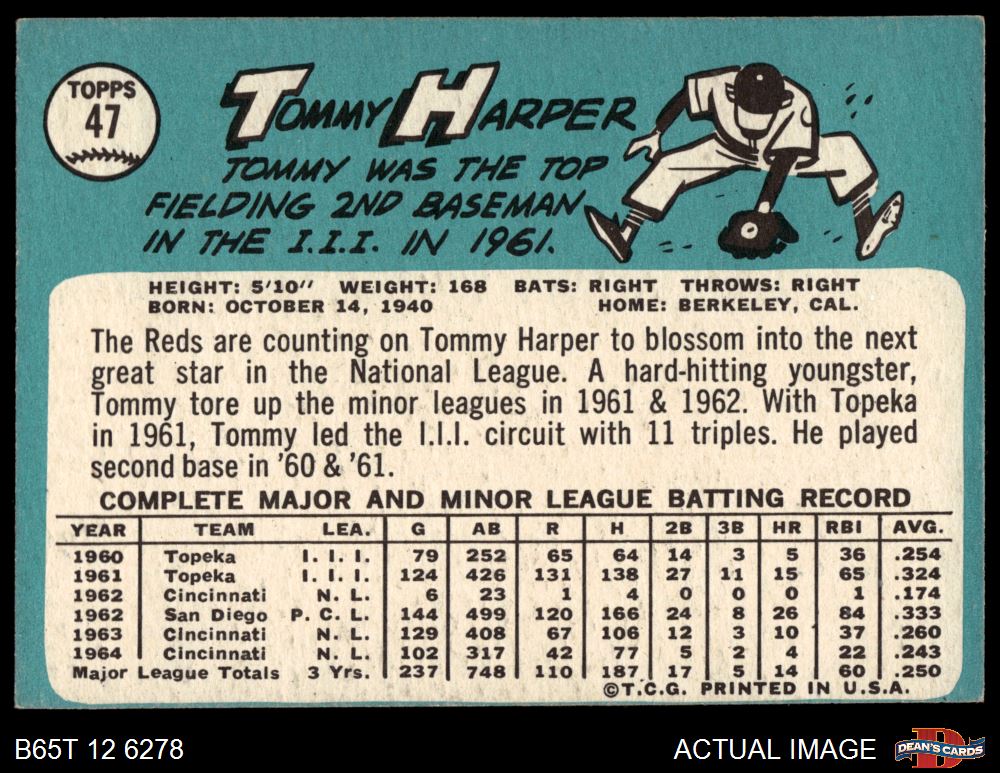 TOPPS
47
TOMMY HARPER
TOMMY WAS THE TOP
FIELDING 2ND BASEMAN
IN THE I.I.I. IN 1961.
HEIGHT: 5'10" WEIGHT: 168 BATS: RIGHT THROWS: RIGHT
BORN: OCTOBER 14, 1940 HOME: BERKELEY, CAL.
The Reds are counting on Tommy Harper to blossom into the next
great star in the National League. A hard-hitting youngster,
Tommy tore up the minor leagues in 1961 & 1962. With Topeka
in 1961, Tommy led the I.I.I. circuit with 11 triples. He played
second base in '60 & '61.
COMPLETE MAJOR AND MINOR LEAGUE BATTING RECORD
YEAR TEAM LEA. G AB R H 2B 3B HR RBI AVG.
1960 Topeka I. I. I. 79 252 65 64 14 3 5 36 .254
1961 Topeka I. I. I. 124 426 131 138 27 11 15 65 .324
1962 Cincinnati N. L. 6 23 1 4 0 0 0 1 .174
1962 San Diego P. C. L. 144 499 120 166 24 8 26 84 .333
1963 Cincinnati N. L. 129 408 67 106 12 3 10 37 .260
1964 Cincinnati N. L. 102 317 42 77 5 2 4 22 .243
Major League Totals 3 Yrs. 237 748 110 187 17 5 14 60 .250
©T.C.G. PRINTED IN U.S.A.
B65T 12 6278 ACTUAL IMAGE
D
DEAN'S CARDS